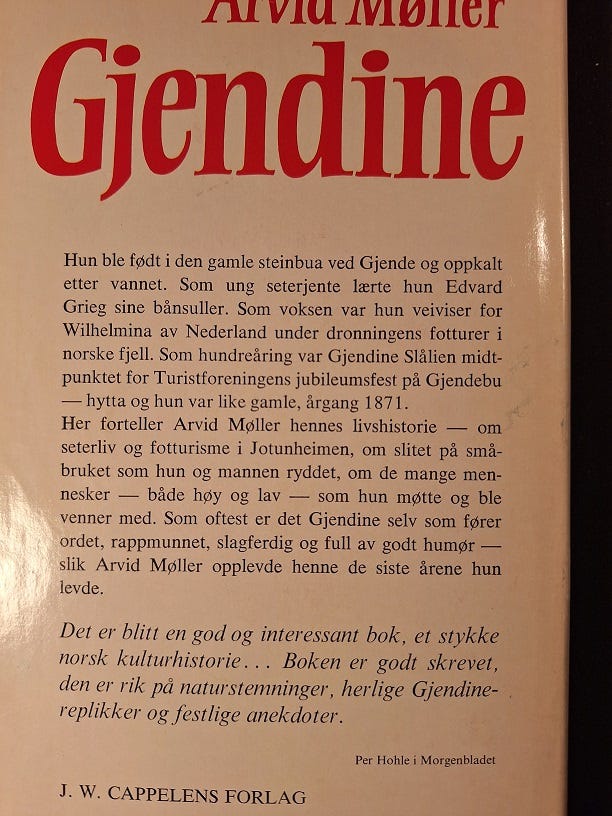 Arvid Møller
Gjendine
Hun ble født i den gamle steinbua ved Gjende og oppkalt
etter vannet. Som ung seterjente lærte hun Edvard
Grieg sine bånsuller. Som voksen var hun veiviser for
Wilhelmina av Nederland under dronningens fotturer i
norske fjell. Som hundreåring var Gjendine Slålien midt-
punktet for Turistforeningens jubileumsfest på Gjendebu
— hytta og hun var like gamle, årgang 1871.
Her forteller Arvid Møller hennes livshistorie — om
seterliv og fotturisme i Jotunheimen, om slitet på små-
bruket som hun og mannen ryddet, om de mange men-
nesker — både høy og lav — som hun møtte og ble
venner med. Som oftest er det Gjendine selv som fører
ordet, rappmunnet, slagferdig og full av godt humør —
slik Arvid Møller opplevde henne de siste årene hun
levde.
Det er blitt en god og interessant bok, et stykke
norsk kulturhistorie... Boken er godt skrevet,
den er rik på naturstemninger, herlige Gjendine-
replikker og festlige anekdoter.
Per Hohle i Morgenbladet
J. W. CAPPELENS FORLAG